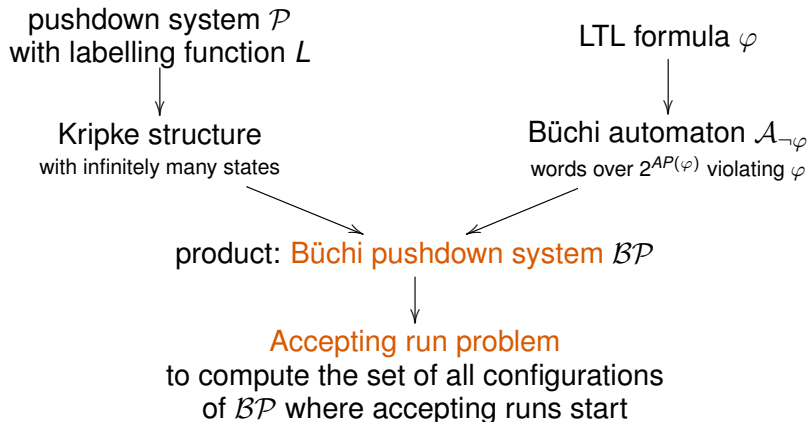 pushdown system 𝒫
with labelling function L
LTL formula φ
Kripke structure
with infinitely many states
Büchi automaton 𝒜¬φ
words over 2^AP(φ) violating φ
product: Büchi pushdown system ℬ𝒫
Accepting run problem
to compute the set of all configurations
of ℬ𝒫 where accepting runs start